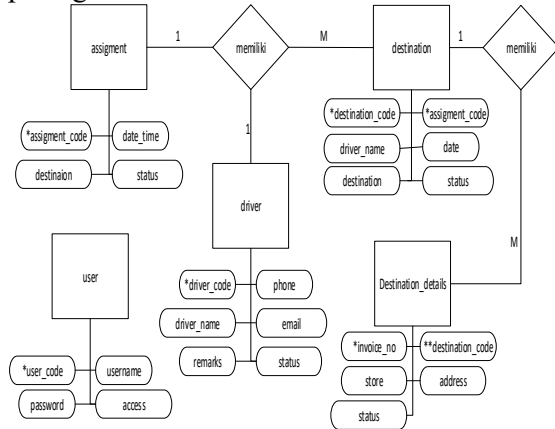 assigment
1
memiliki
M
destination
1
memiliki
*assigment_code
date_time
destinaion
status
*destination_code
*assigment_code
driver_name
date
destination
status
1
driver
M
user
*driver_code
phone
driver_name
email
remarks
status
Destination_details
*user_code
username
password
access
*invoice_no
**destination_code
store
address
status